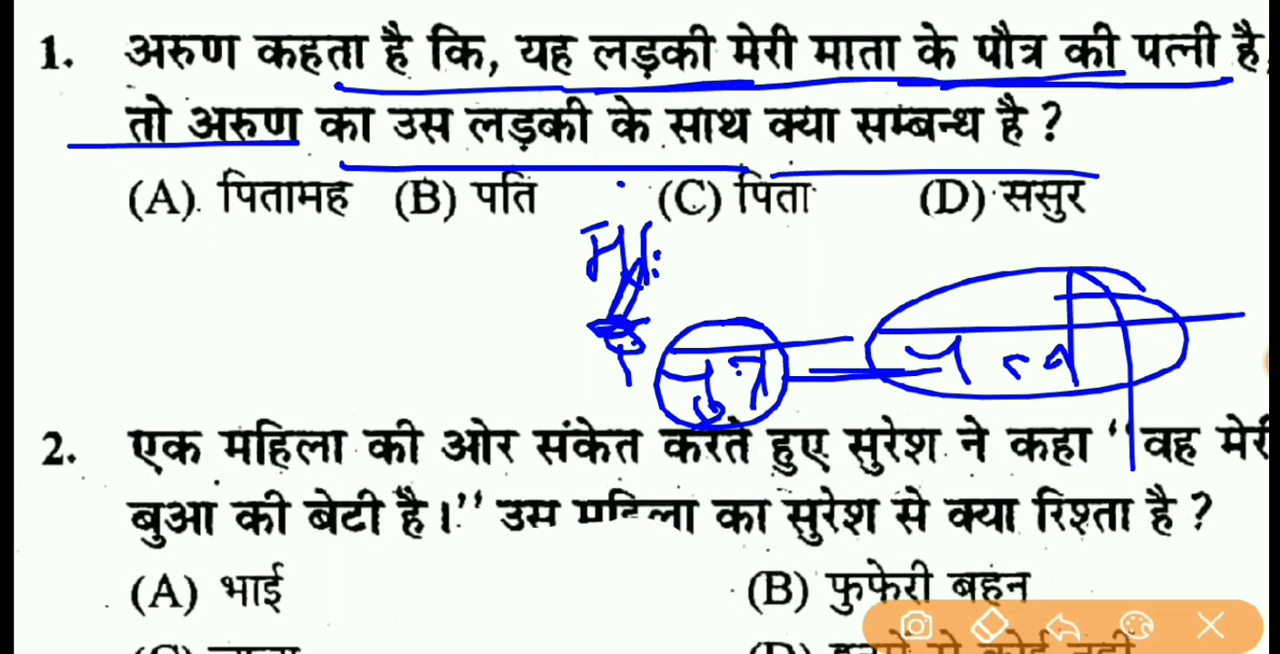 1. अरुण कहता है कि, यह लड़की मेरी माता के पौत्र की पत्नी है,
तो अरुण का उस लड़की के साथ क्या सम्बन्ध है ?
(A) पितामह (B) पति (C) पिता (D) ससुर
2. एक महिला की ओर संकेत करते हुए सुरेश ने कहा "वह मेरी
बुआ की बेटी है।" उस महिला का सुरेश से क्या रिश्ता है ?
(A) भाई (B) फुफेरी बहन